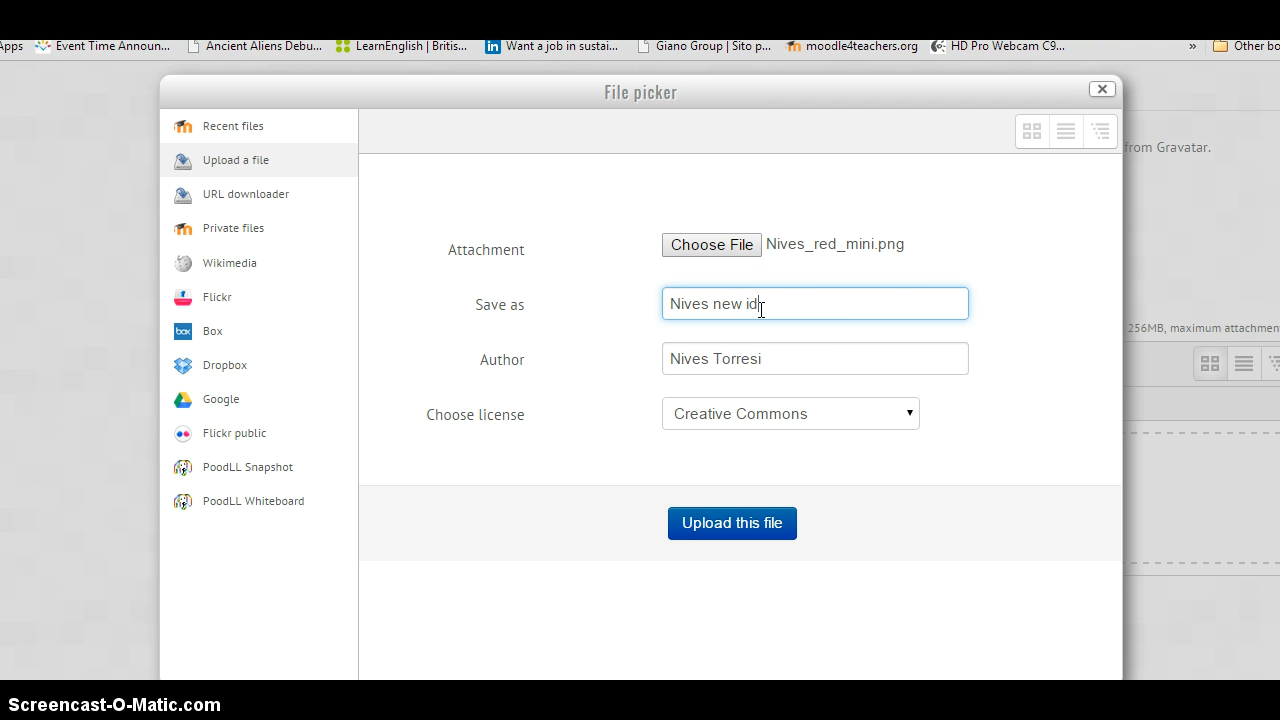 Apps Event Time Announ... Ancient Aliens Debu... LearnEnglish | Britis... Want a job in sustai... Giano Group | Sito p... moodle4teachers.org HD Pro Webcam C9... » Other bo
File picker
Recent files
Upload a file
URL downloader
Private files
Wikimedia
Flickr
box Box
Dropbox
Google
Flickr public
PoodLL Snapshot
PoodLL Whiteboard
Attachment Choose File Nives_red_mini.png
Save as Nives new id
Author Nives Torresi
Choose license Creative Commons
Upload this file
from Gravatar.
256MB, maximum attachment
Screencast-O-Matic.com